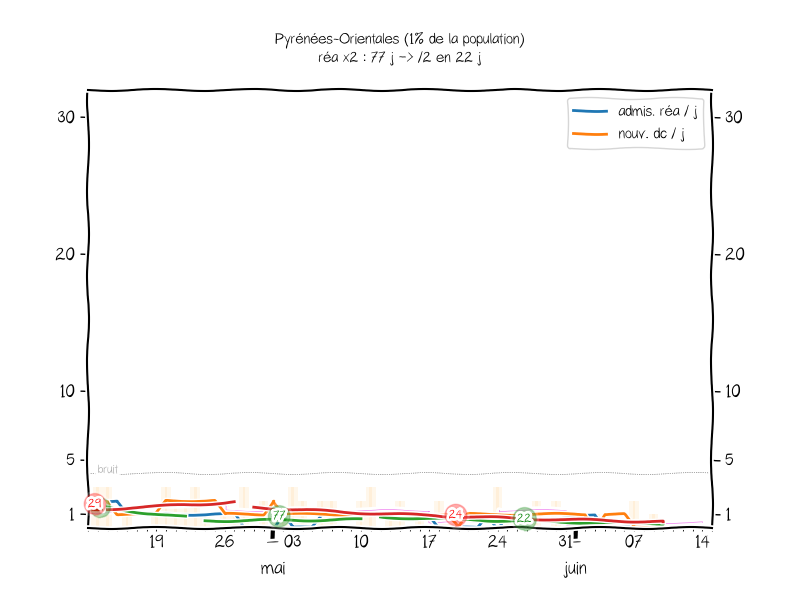 Pyrénées-Orientales (1% de la population)
réa x2 : 77 j -> /2 en 22 j
30 30
admis. réa / j
nouv. dc / j
20 20
10 10
5 5
bruit
29 77 24 22
1 1
19 26 03 10 17 24 31 07 14
mai juin